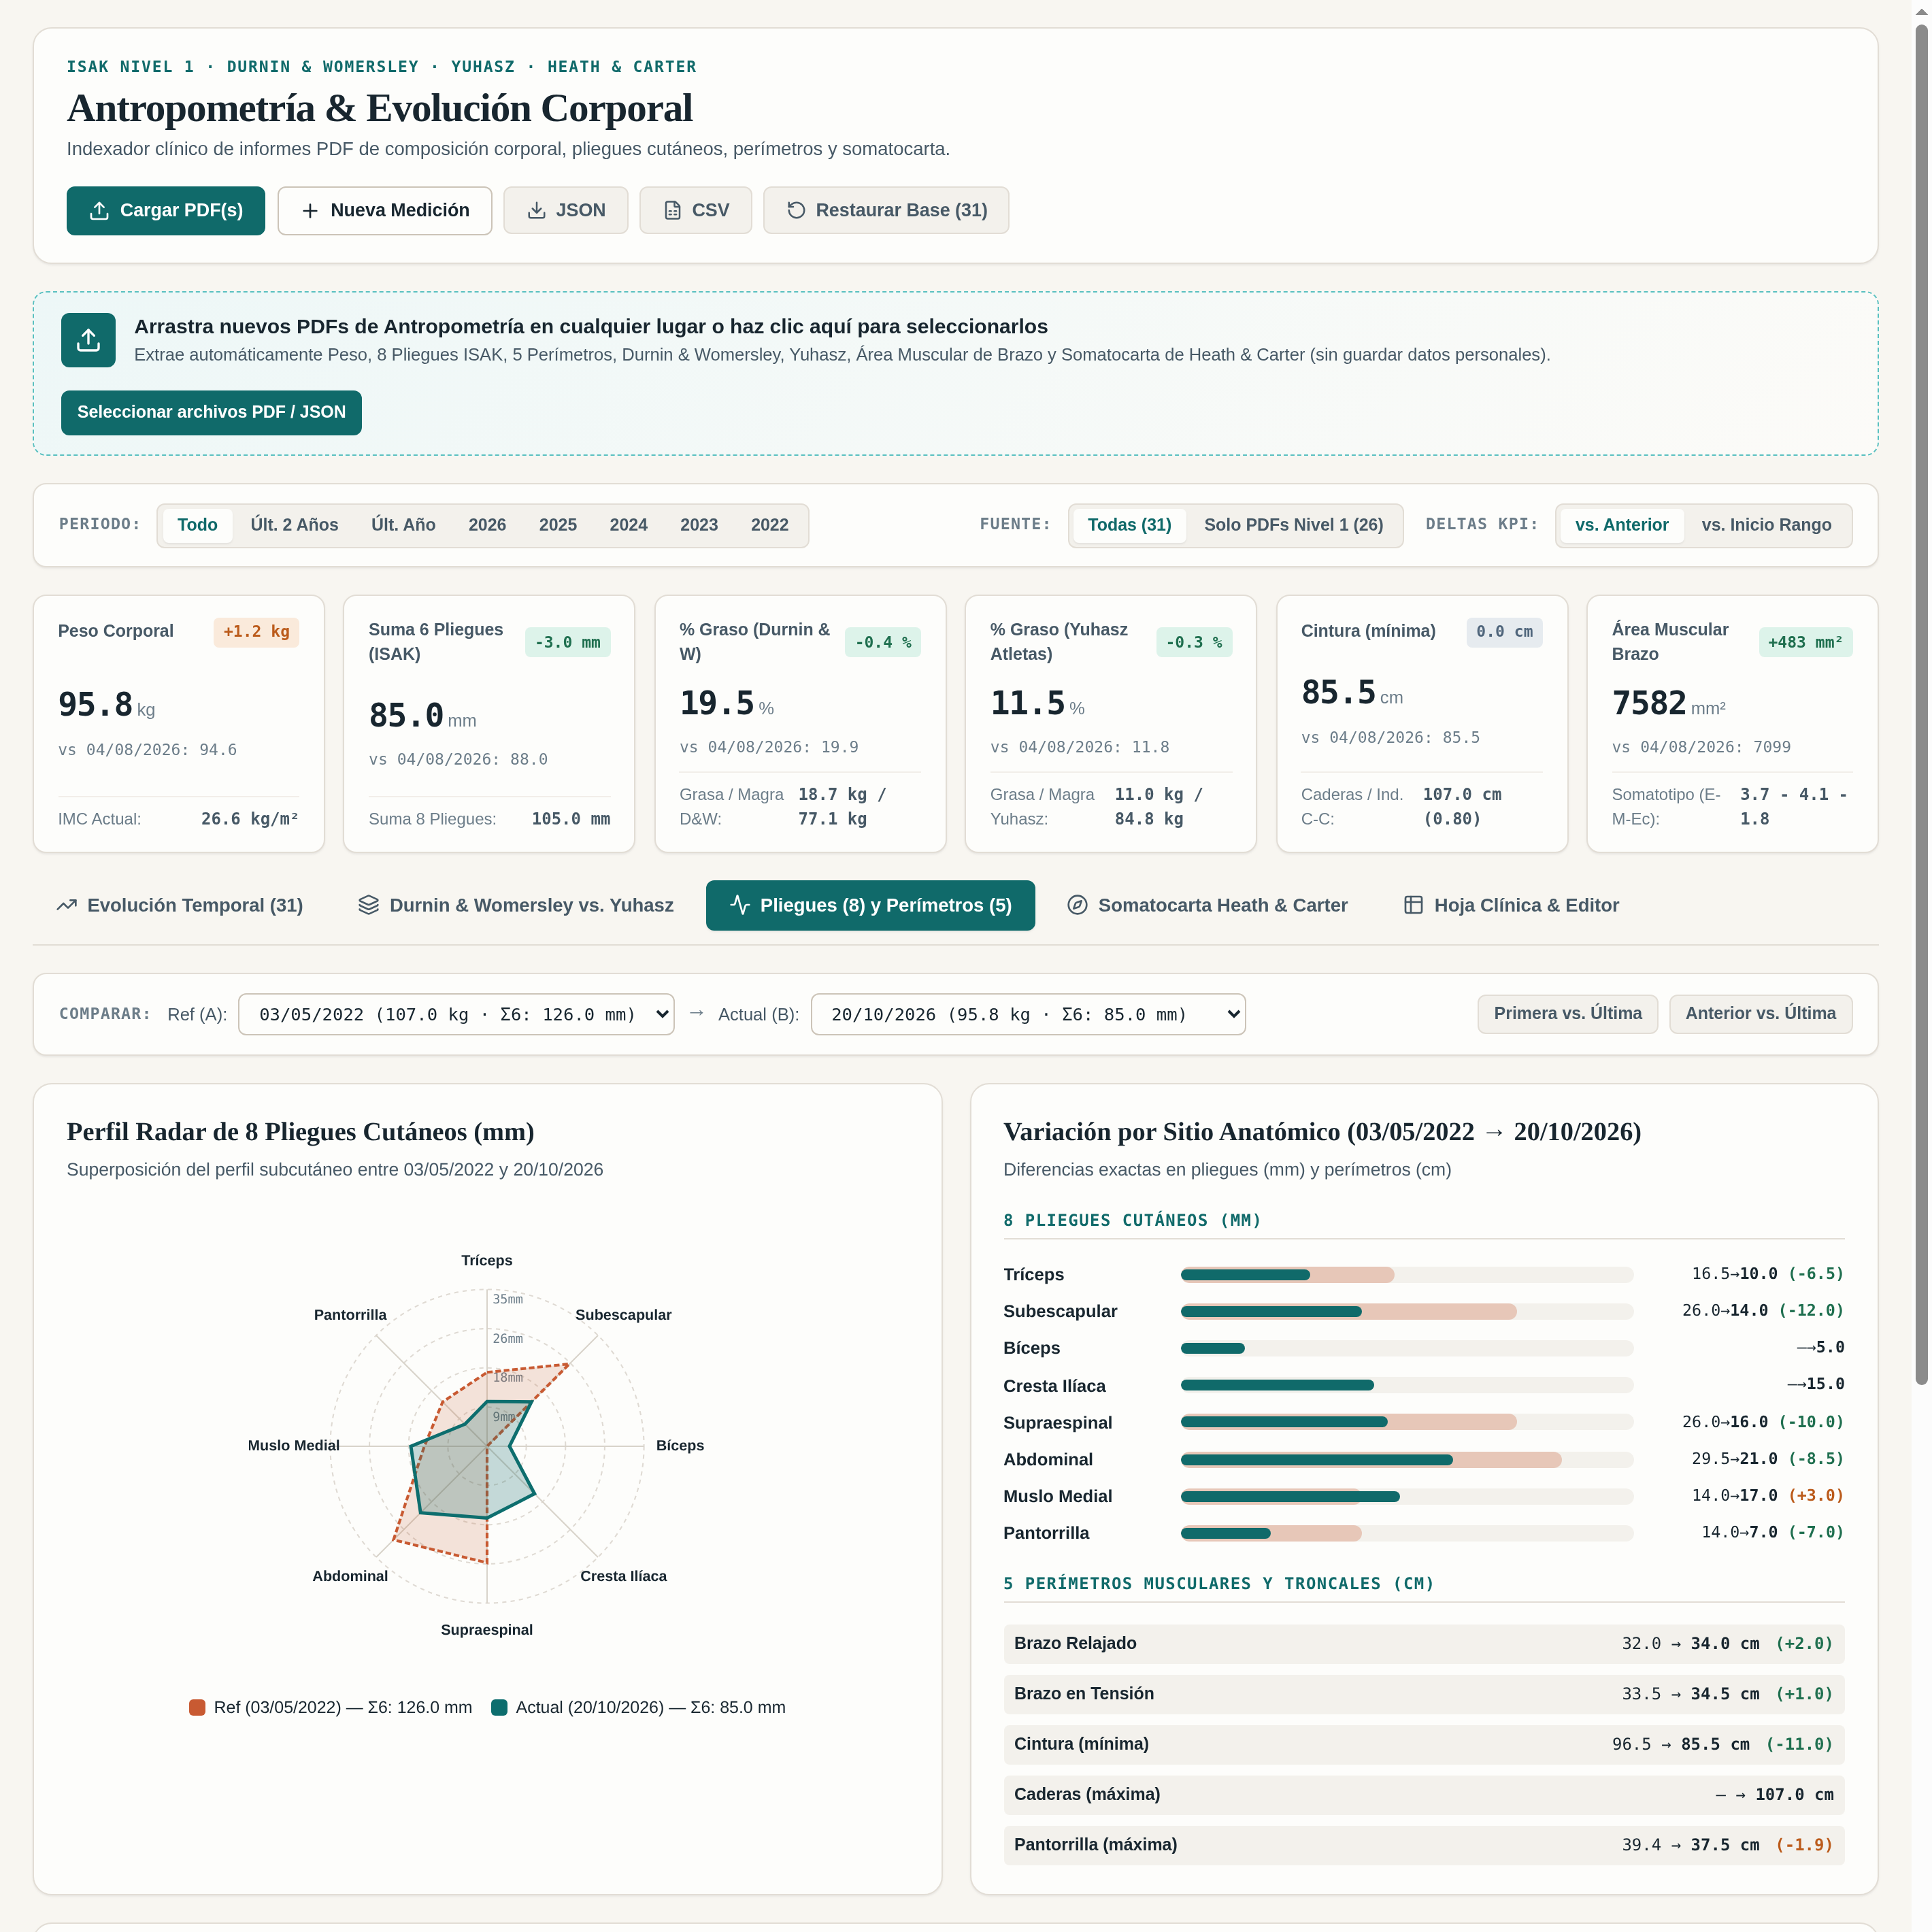 ISAK NIVEL 1 · DURNIN & WOMERSLEY · YUHASZ · HEATH & CARTER
Antropometría & Evolución Corporal
Indexador clínico de informes PDF de composición corporal, pliegues cutáneos, perímetros y somatocarta.
Cargar PDF(s)
Nueva Medición
JSON
CSV
Restaurar Base (31)
Arrastra nuevos PDFs de Antropometría en cualquier lugar o haz clic aquí para seleccionarlos
Extrae automáticamente Peso, 8 Pliegues ISAK, 5 Perímetros, Durnin & Womersley, Yuhasz, Área Muscular de Brazo y Somatocarta de Heath & Carter (sin guardar datos personales).
Seleccionar archivos PDF / JSON
PERIODO: Todo Últ. 2 Años Últ. Año 2026 2025 2024 2023 2022
FUENTE: Todas (31) Solo PDFs Nivel 1 (26)
DELTAS KPI: vs. Anterior vs. Inicio Rango
Peso Corporal
+1.2 kg
95.8 kg
vs 04/08/2026: 94.6
IMC Actual: 26.6 kg/m²
Suma 6 Pliegues
(ISAK)
-3.0 mm
85.0 mm
vs 04/08/2026: 88.0
Suma 8 Pliegues: 105.0 mm
% Graso (Durnin &
W)
-0.4 %
19.5 %
vs 04/08/2026: 19.9
Grasa / Magra
D&W:
18.7 kg /
77.1 kg
% Graso (Yuhasz
Atletas)
-0.3 %
11.5 %
vs 04/08/2026: 11.8
Grasa / Magra
Yuhasz:
11.0 kg /
84.8 kg
Cintura (mínima)
0.0 cm
85.5 cm
vs 04/08/2026: 85.5
Caderas / Ind.
C-C:
107.0 cm
(0.80)
Área Muscular
Brazo
+483 mm²
7582 mm²
vs 04/08/2026: 7099
Somatotipo (E-
M-Ec):
3.7 - 4.1 -
1.8
Evolución Temporal (31)
Durnin & Womersley vs. Yuhasz
Pliegues (8) y Perímetros (5)
Somatocarta Heath & Carter
Hoja Clínica & Editor
COMPARAR: Ref (A): 03/05/2022 (107.0 kg · Σ6: 126.0 mm) → Actual (B): 20/10/2026 (95.8 kg · Σ6: 85.0 mm)
Primera vs. Última
Anterior vs. Última
Perfil Radar de 8 Pliegues Cutáneos (mm)
Superposición del perfil subcutáneo entre 03/05/2022 y 20/10/2026
Tríceps
Pantorrilla
35mm
Subescapular
26mm
18mm
9mm
Muslo Medial
Bíceps
Abdominal
Cresta Ilíaca
Supraespinal
Ref (03/05/2022) — Σ6: 126.0 mm
Actual (20/10/2026) — Σ6: 85.0 mm
Variación por Sitio Anatómico (03/05/2022 → 20/10/2026)
Diferencias exactas en pliegues (mm) y perímetros (cm)
8 PLIEGUES CUTÁNEOS (MM)
Tríceps 16.5→10.0 (-6.5)
Subescapular 26.0→14.0 (-12.0)
Bíceps —→5.0
Cresta Ilíaca —→15.0
Supraespinal 26.0→16.0 (-10.0)
Abdominal 29.5→21.0 (-8.5)
Muslo Medial 14.0→17.0 (+3.0)
Pantorrilla 14.0→7.0 (-7.0)
5 PERÍMETROS MUSCULARES Y TRONCALES (CM)
Brazo Relajado 32.0 → 34.0 cm (+2.0)
Brazo en Tensión 33.5 → 34.5 cm (+1.0)
Cintura (mínima) 96.5 → 85.5 cm (-11.0)
Caderas (máxima) — → 107.0 cm
Pantorrilla (máxima) 39.4 → 37.5 cm (-1.9)